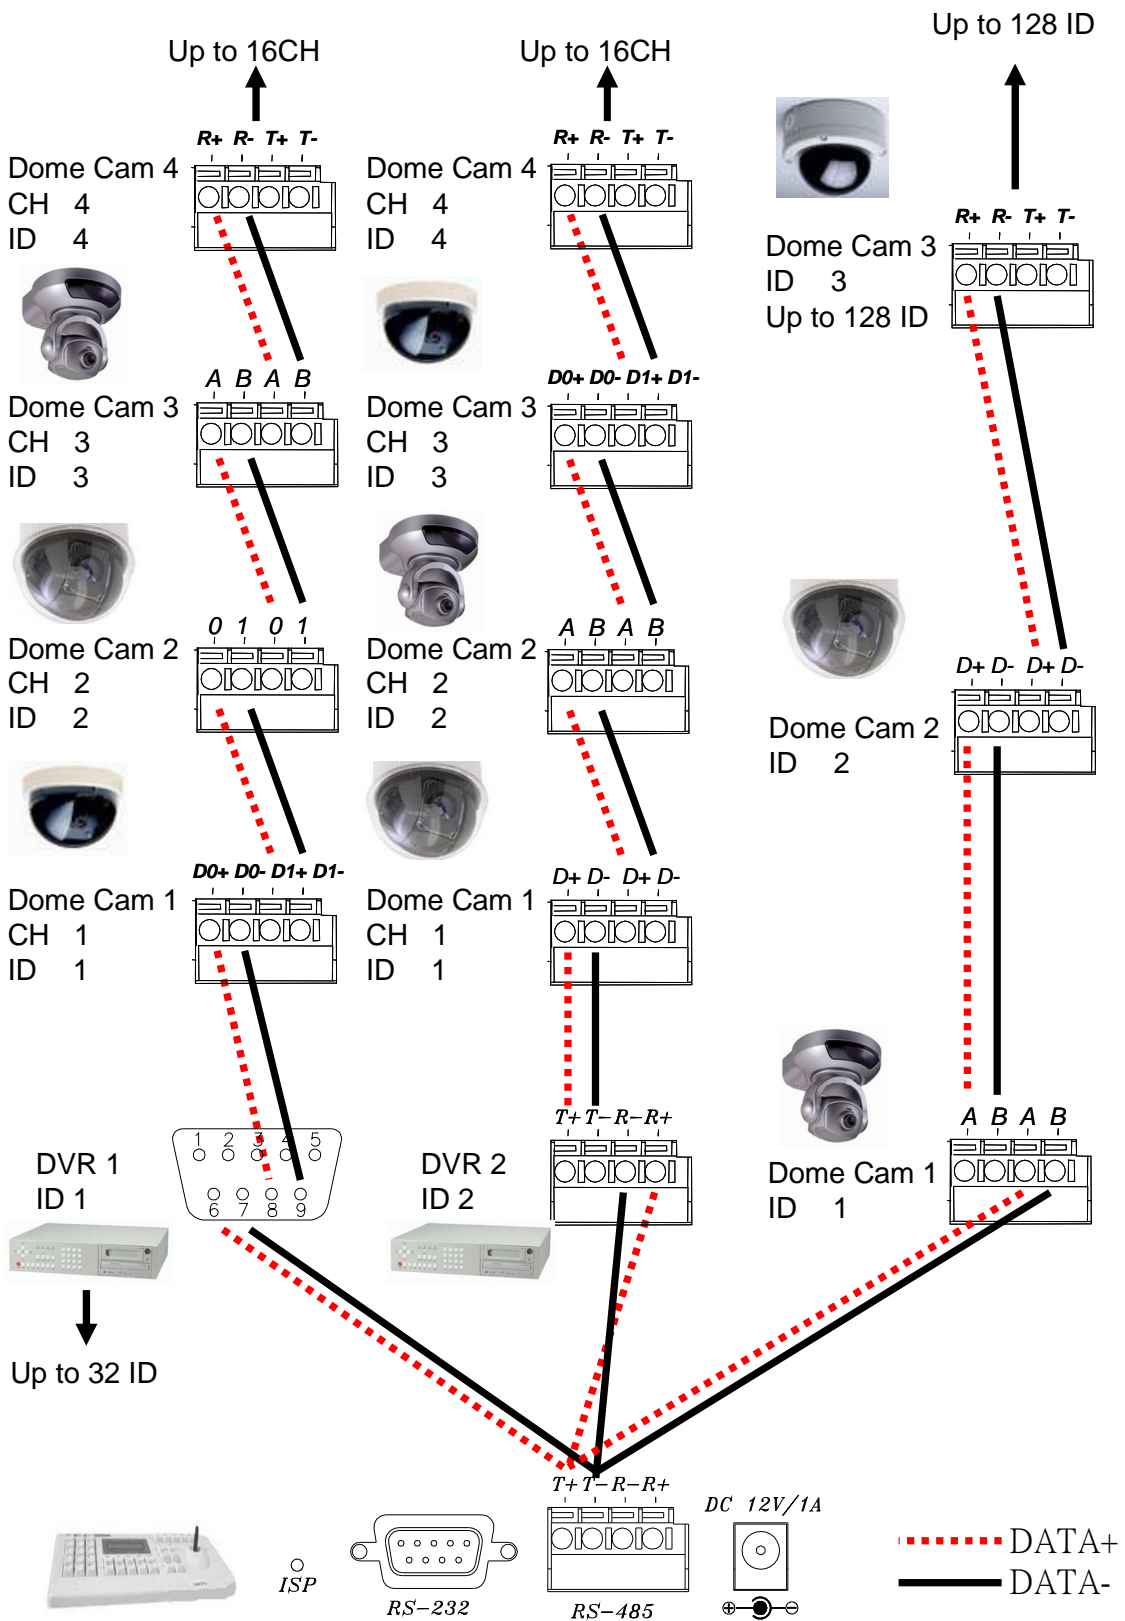 Up to 16CH
Up to 16CH
Up to 128 ID
R+ R- T+ T-
R+ R- T+ T-
Dome Cam 4
CH 4
ID 4
Dome Cam 4
CH 4
ID 4
R+ R- T+ T-
Dome Cam 3
ID 3
Up to 128 ID
A B A B
D0+ D0- D1+ D1-
Dome Cam 3
CH 3
ID 3
Dome Cam 3
CH 3
ID 3
0 1 0 1
A B A B
Dome Cam 2
CH 2
ID 2
Dome Cam 2
CH 2
ID 2
D+ D- D+ D-
Dome Cam 2
ID 2
D0+ D0- D1+ D1-
D+ D- D+ D-
Dome Cam 1
CH 1
ID 1
Dome Cam 1
CH 1
ID 1
T+ T- R- R+
A B A B
1 2 3 4 5
6 7 8 9
DVR 1
ID 1
DVR 2
ID 2
Dome Cam 1
ID 1
Up to 32 ID
T+ T- R- R+
DC 12V/1A
ISP
RS-232
RS-485
DATA+
DATA-